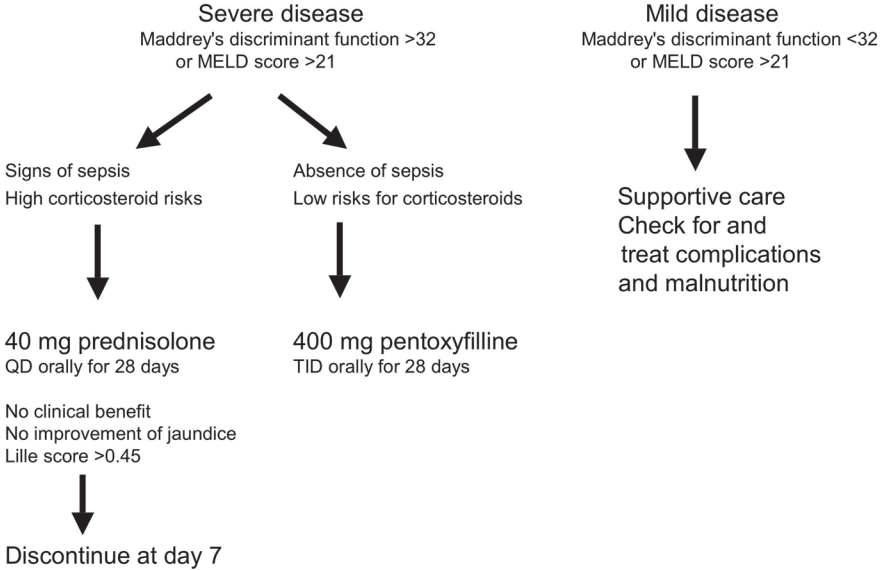 Severe disease
Maddrey's discriminant function >32
or MELD score >21
Signs of sepsis
High corticosteroid risks
40 mg prednisolone
QD orally for 28 days
No clinical benefit
No improvement of jaundice
Lille score >0.45
Discontinue at day 7
Absence of sepsis
Low risks for corticosteroids
400 mg pentoxyfilline
TID orally for 28 days
Mild disease
Maddrey's discriminant function <32
or MELD score >21
Supportive care
Check for and
treat complications
and malnutrition